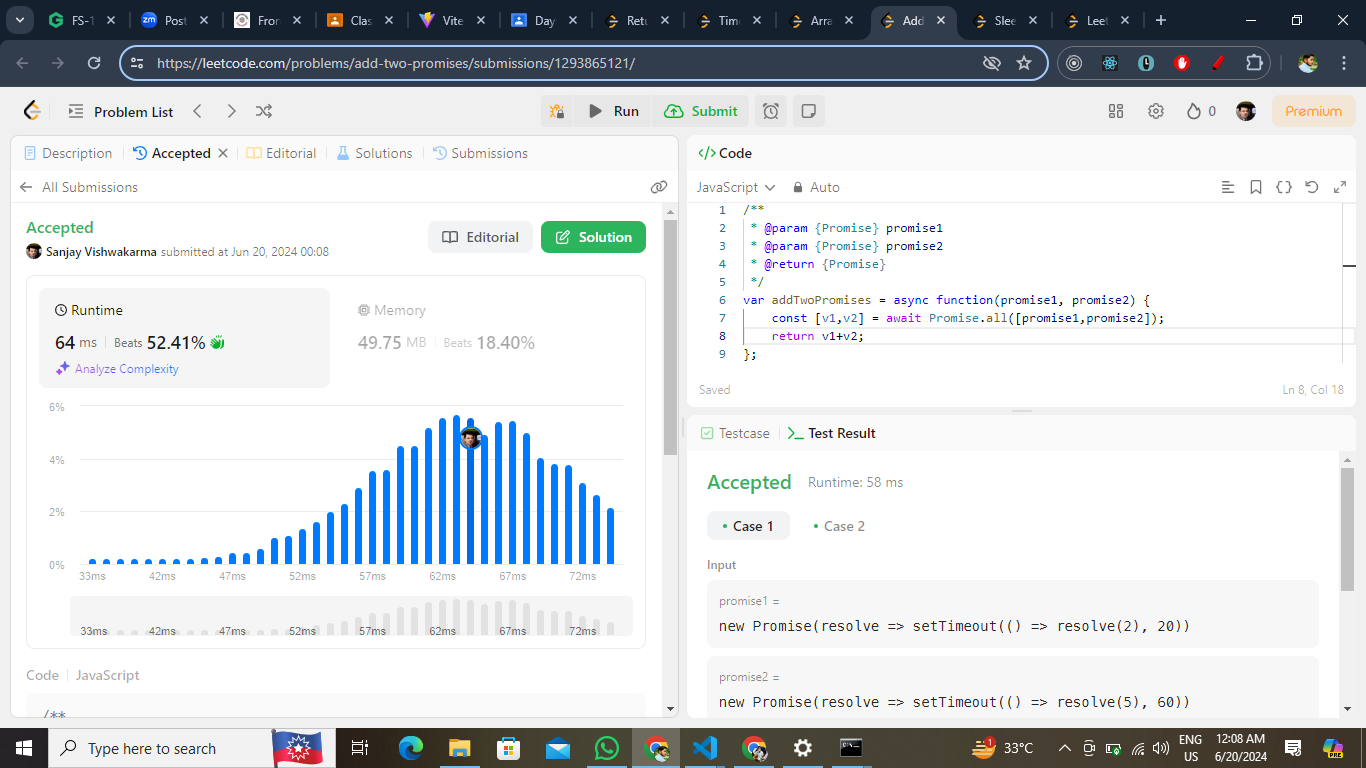 FS-1
Post
Fron
Clas
Vite
Day
Retu
Time
Arra
Add
Slee
Leet
https://leetcode.com/problems/add-two-promises/submissions/1293865121/
Problem List
Run
Submit
0
Premium
Description
Accepted
Editorial
Solutions
Submissions
All Submissions
Accepted
Sanjay Vishwakarma submitted at Jun 20, 2024 00:08
Editorial
Solution
Runtime
64 ms
Beats 52.41%
Analyze Complexity
Memory
49.75 MB
Beats 18.40%
6%
4%
2%
0%
33ms 42ms 47ms 52ms 57ms 62ms 67ms 72ms
33ms 42ms 47ms 52ms 57ms 62ms 67ms 72ms
Code JavaScript
/**
</> Code
JavaScript
Auto
1 /**
2 * @param {Promise} promise1
3 * @param {Promise} promise2
4 * @return {Promise}
5 */
6 var addTwoPromises = async function(promise1, promise2) {
7 const [v1,v2] = await Promise.all([promise1,promise2]);
8 return v1+v2;
9 };
Saved
Ln 8, Col 18
Testcase
Test Result
Accepted
Runtime: 58 ms
Case 1
Case 2
Input
promise1 =
new Promise(resolve => setTimeout(() => resolve(2), 20))
promise2 =
new Promise(resolve => setTimeout(() => resolve(5), 60))
Type here to search
1
33°C
ENG
US
12:08 AM
6/20/2024
PRE